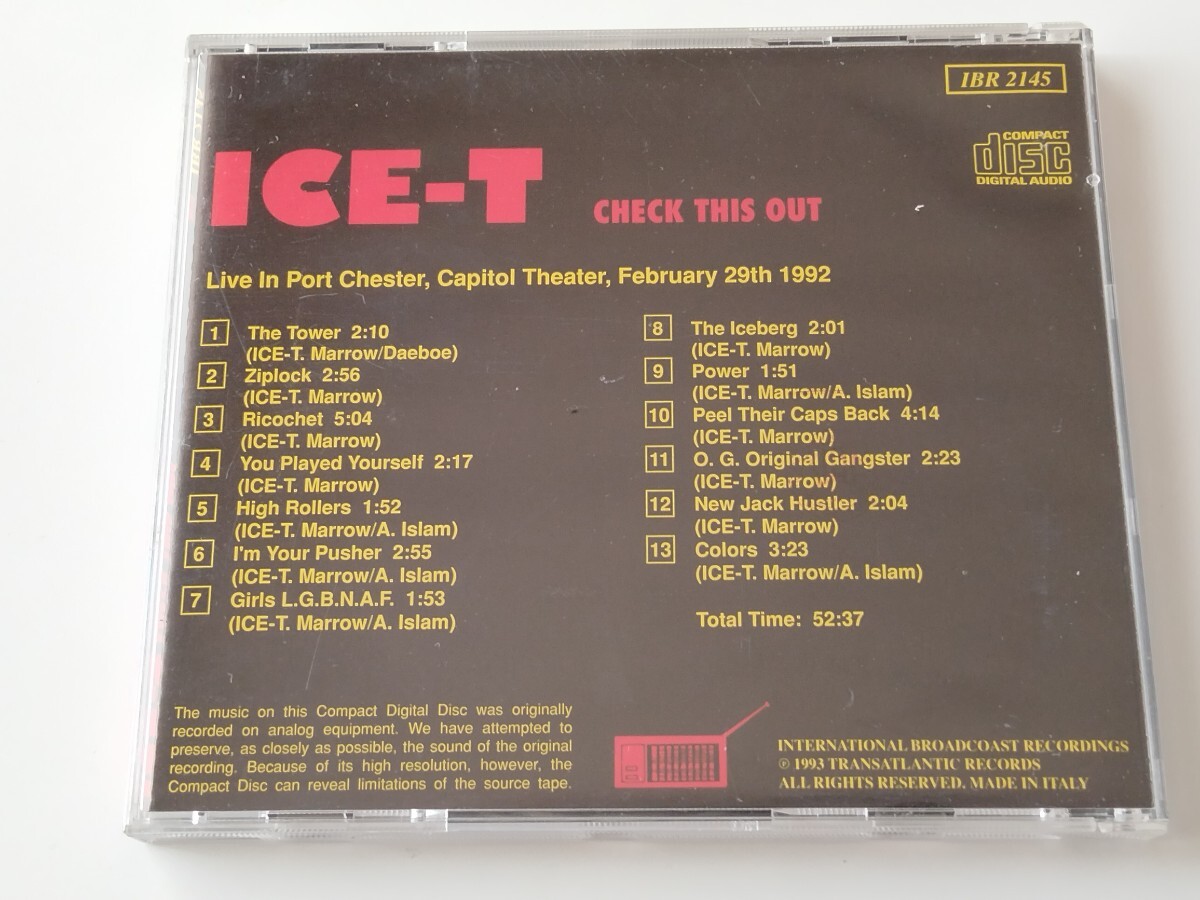 IBR 2145
COMPACT
disc
DIGITAL AUDIO
ICE-T
CHECK THIS OUT
Live In Port Chester, Capitol Theater, February 29th 1992
1 The Tower 2:10
(ICE-T. Marrow/Daeboe)
2 Ziplock 2:56
(ICE-T. Marrow)
3 Ricochet 5:04
(ICE-T. Marrow)
4 You Played Yourself 2:17
(ICE-T. Marrow)
5 High Rollers 1:52
(ICE-T. Marrow/A. Islam)
6 I'm Your Pusher 2:55
(ICE-T. Marrow/A. Islam)
7 Girls L.G.B.N.A.F. 1:53
(ICE-T. Marrow/A. Islam)
8 The Iceberg 2:01
(ICE-T. Marrow)
9 Power 1:51
(ICE-T. Marrow/A. Islam)
10 Peel Their Caps Back 4:14
(ICE-T. Marrow)
11 O. G. Original Gangster 2:23
(ICE-T. Marrow)
12 New Jack Hustler 2:04
(ICE-T. Marrow)
13 Colors 3:23
(ICE-T. Marrow/A. Islam)
Total Time: 52:37
The music on this Compact Digital Disc was originally
recorded on analog equipment. We have attempted to
preserve, as closely as possible, the sound of the original
recording. Because of its high resolution, however, the
Compact Disc can reveal limitations of the source tape.
INTERNATIONAL BROADCOAST RECORDINGS
℗ 1993 TRANSATLANTIC RECORDS
ALL RIGHTS RESERVED. MADE IN ITALY